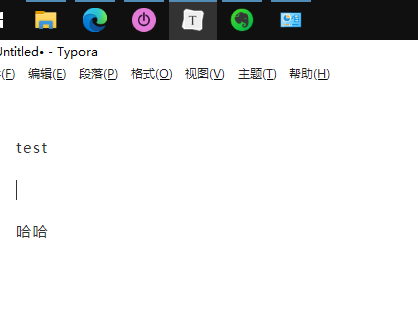 Untitled• - Typora
(F) 编辑(E) 段落(P) 格式(O) 视图(V) 主题(T) 帮助(H)
test
哈哈